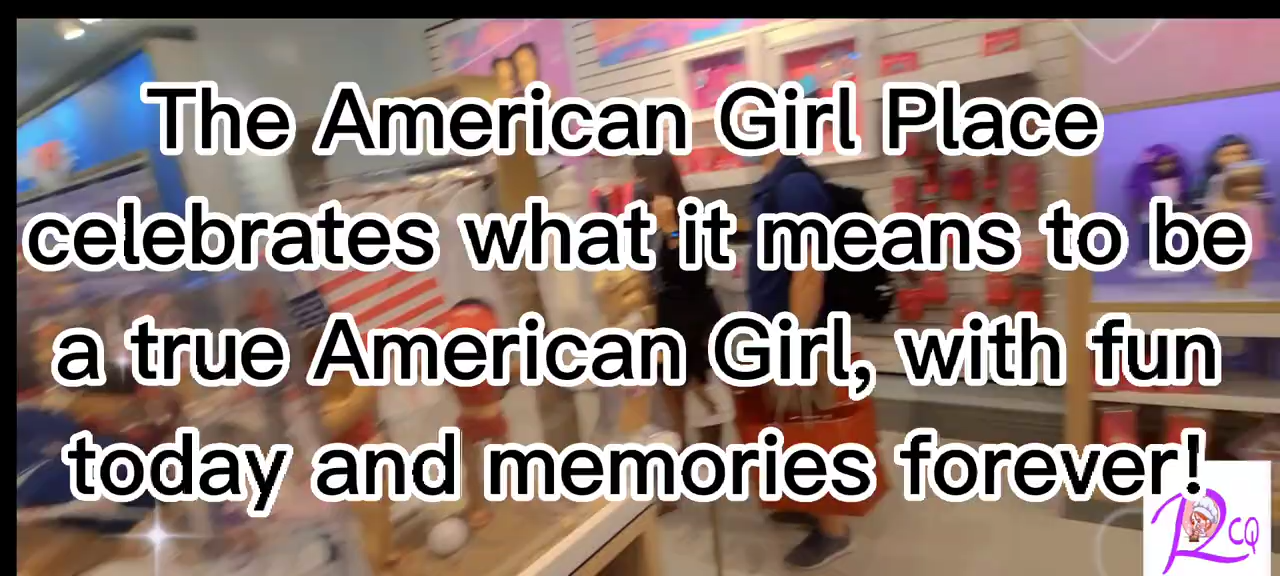 The American Girl Place
celebrates what it means to be
a true American Girl, with fun
today and memories forever!
CQ